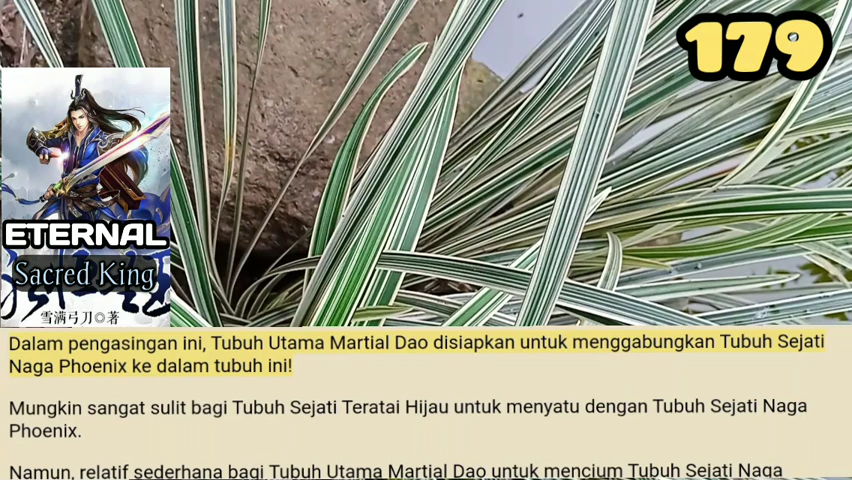 179
ETERNAL
Sacred King
雪满弓刀◎著
Dalam pengasingan ini, Tubuh Utama Martial Dao disiapkan untuk menggabungkan Tubuh Sejati
Naga Phoenix ke dalam tubuh ini!
Mungkin sangat sulit bagi Tubuh Sejati Teratai Hijau untuk menyatu dengan Tubuh Sejati Naga
Phoenix.
Namun, relatif sederhana bagi Tubuh Utama Martial Dao untuk mencium Tubuh Sejati Naga